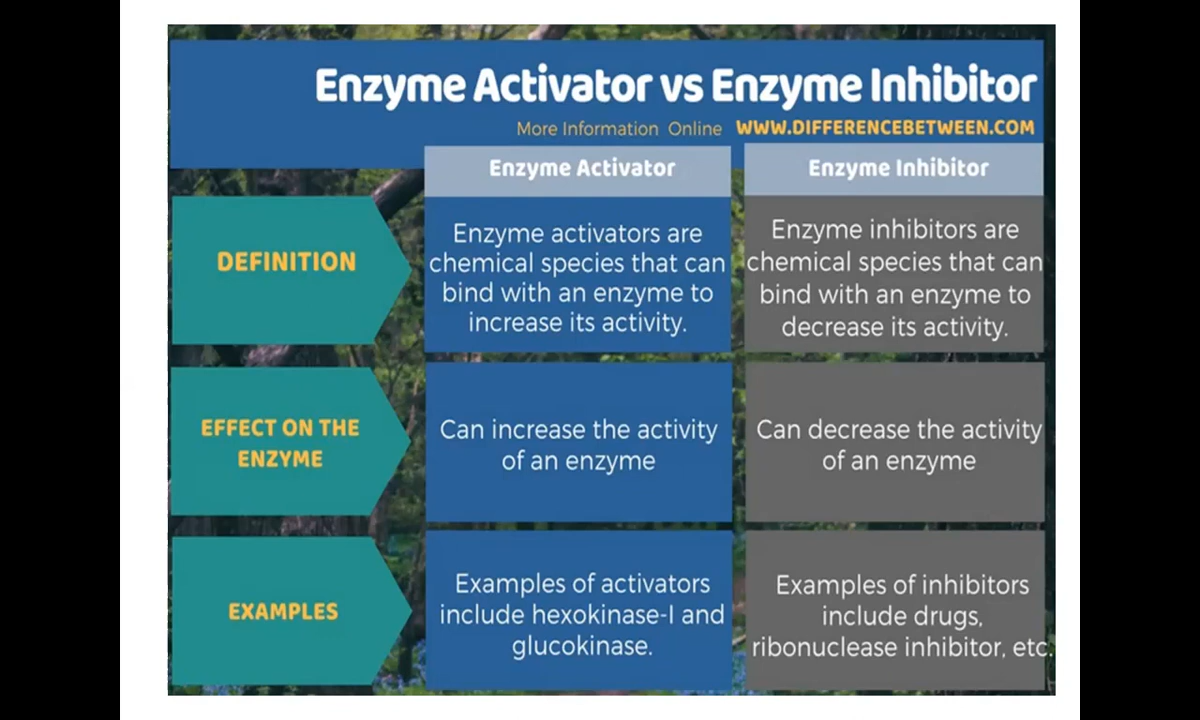 Enzyme Activator vs Enzyme Inhibitor
More Information Online WWW.DIFFERENCEBETWEEN.COM
Enzyme Activator
Enzyme Inhibitor
DEFINITION
Enzyme activators are
chemical species that can
bind with an enzyme to
increase its activity.
Enzyme inhibitors are
chemical species that can
bind with an enzyme to
decrease its activity.
EFFECT ON THE
ENZYME
Can increase the activity
of an enzyme
Can decrease the activity
of an enzyme
EXAMPLES
Examples of activators
include hexokinase-I and
glucokinase.
Examples of inhibitors
include drugs,
ribonuclease inhibitor, etc.